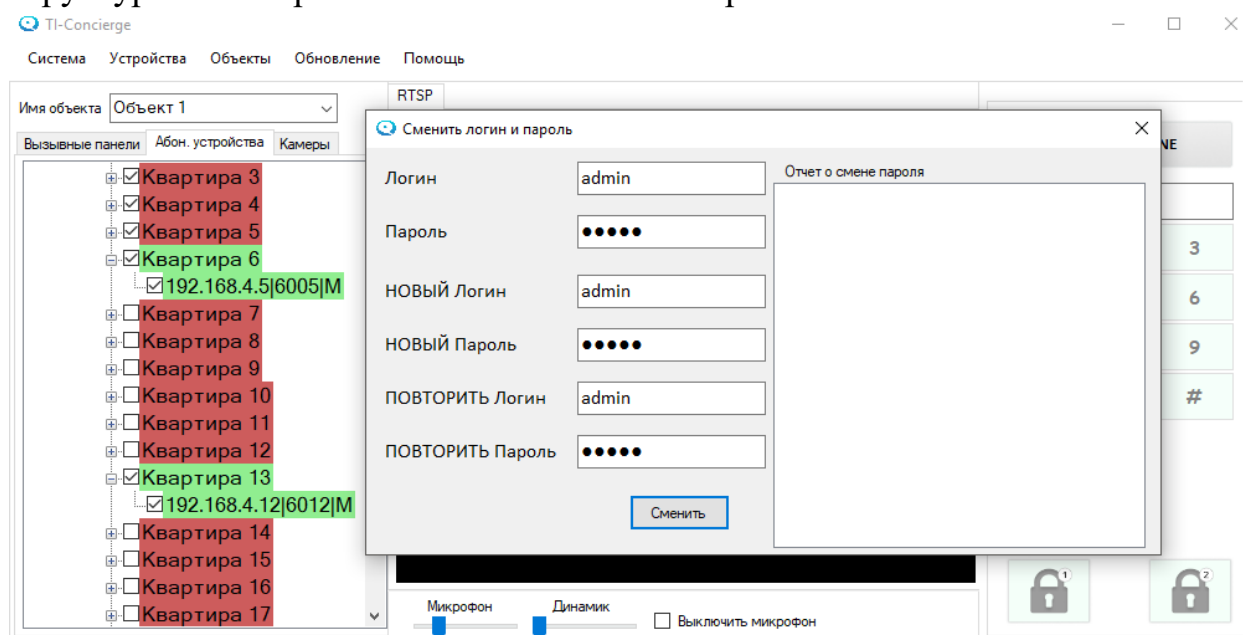 TI-Concierge
Система Устройства Объекты Обновление Помощь
Имя объекта Объект 1
Вызывные панели Абон. устройства Камеры
Квартира 3
Квартира 4
Квартира 5
Квартира 6
192.168.4.5|6005|M
Квартира 7
Квартира 8
Квартира 9
Квартира 10
Квартира 11
Квартира 12
Квартира 13
192.168.4.12|6012|M
Квартира 14
Квартира 15
Квартира 16
Квартира 17
RTSP
Сменить логин и пароль
Логин admin
Пароль ●●●●●
НОВЫЙ Логин admin
НОВЫЙ Пароль ●●●●●
ПОВТОРИТЬ Логин admin
ПОВТОРИТЬ Пароль ●●●●●
Сменить
Отчет о смене пароля
NE
3
6
9
#
1 2
Микрофон Динамик Выключить микрофон